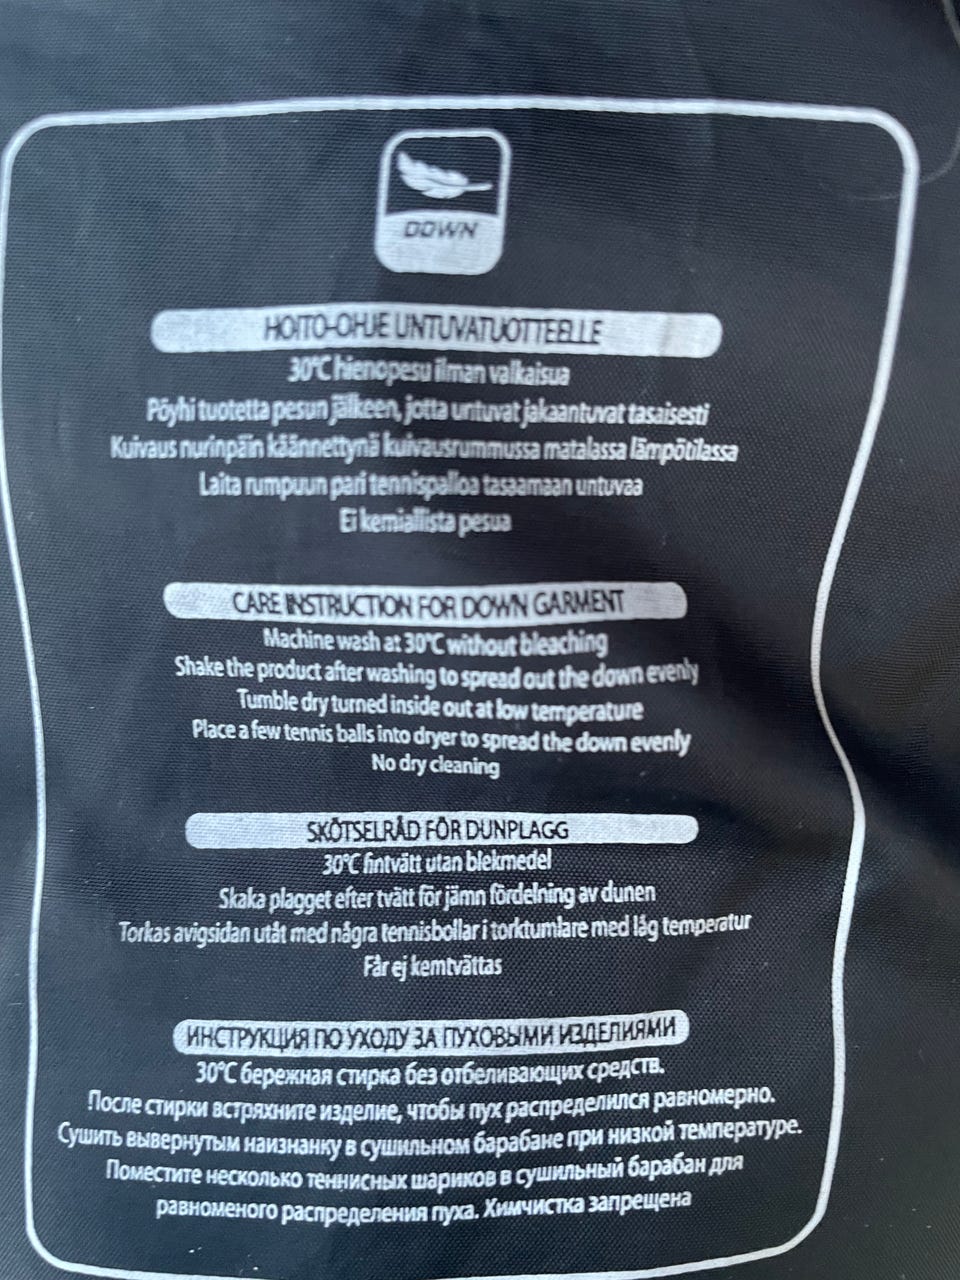 DOWN
HOITO-OHJE UNTUVATUOTTEELLE
30°C hienopesu ilman valkaisua
Pöyhi tuotetta pesun jälkeen, jotta untuvat jakaantuvat tasaisesti
Kuivaus nurinpäin käännettynä kuivausrummussa matalassa lämpötilassa
Laita rumpuun pari tennispalloa tasaamaan untuvaa
Ei kemiallista pesua
CARE INSTRUCTION FOR DOWN GARMENT
Machine wash at 30°C without bleaching
Shake the product after washing to spread out the down evenly
Tumble dry turned inside out at low temperature
Place a few tennis balls into dryer to spread the down evenly
No dry cleaning
SKÖTSELRÅD FÖR DUNPLAGG
30°C fintvätt utan blekmedel
Skaka plagget efter tvätt för jämn fördelning av dunen
Torkas avigsidan utåt med några tennisbollar i torktumlare med låg temperatur
Får ej kemtvättas
ИНСТРУКЦИЯ ПО УХОДУ ЗА ПУХОВЫМИ ИЗДЕЛИЯМИ
30°C бережная стирка без отбеливающих средств.
После стирки встряхните изделие, чтобы пух распределился равномерно.
Сушить вывернутым наизнанку в сушильном барабане при низкой температуре.
Поместите несколько теннисных шариков в сушильный барабан для
равноменого распределения пуха. Химчистка запрещена